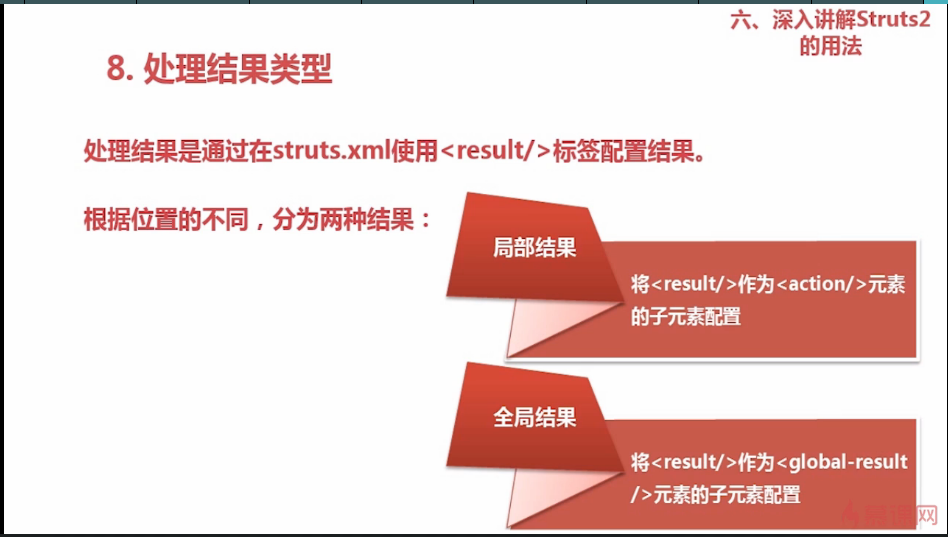 六、深入讲解Struts2
的用法
8. 处理结果类型
处理结果是通过在struts.xml使用<result/>标签配置结果。
根据位置的不同，分为两种结果：
局部结果
将<result/>作为<action/>元素
的子元素配置
全局结果
将<result/>作为<global-result
/>元素的子元素配置
慕课网